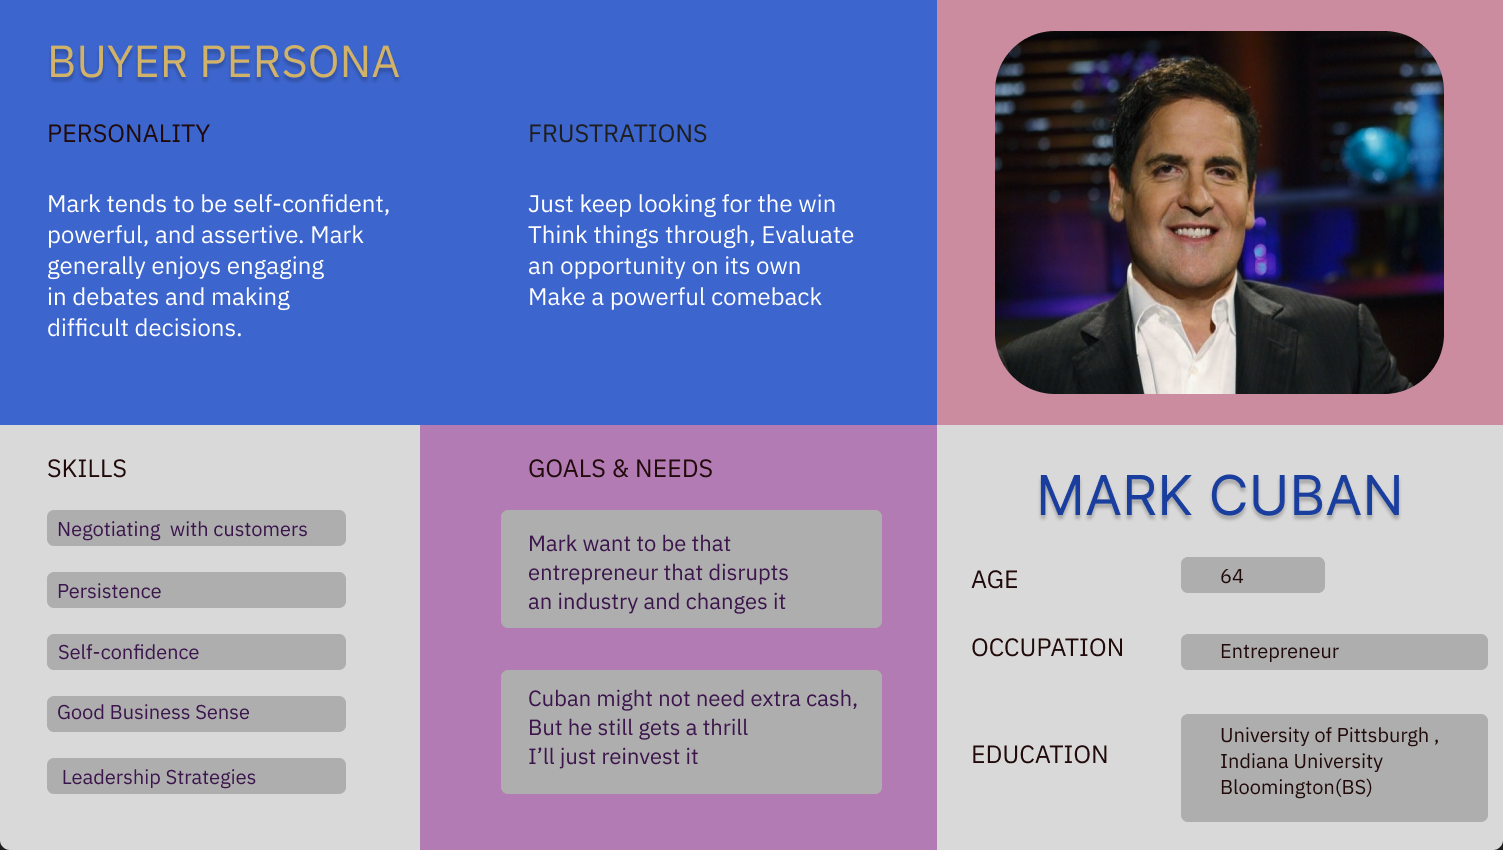 BUYER PERSONA
PERSONALITY
Mark tends to be self-confident,
powerful, and assertive. Mark
generally enjoys engaging
in debates and making
difficult decisions.
FRUSTRATIONS
Just keep looking for the win
Think things through, Evaluate
an opportunity on its own
Make a powerful comeback
SKILLS
Negotiating  with customers
Persistence
Self-confidence
Good Business Sense
Leadership Strategies
GOALS & NEEDS
Mark want to be that
entrepreneur that disrupts
an industry and changes it
Cuban might not need extra cash,
But he still gets a thrill
I’ll just reinvest it
MARK CUBAN
AGE
64
OCCUPATION
Entrepreneur
EDUCATION
University of Pittsburgh ,
Indiana University
Bloomington(BS)